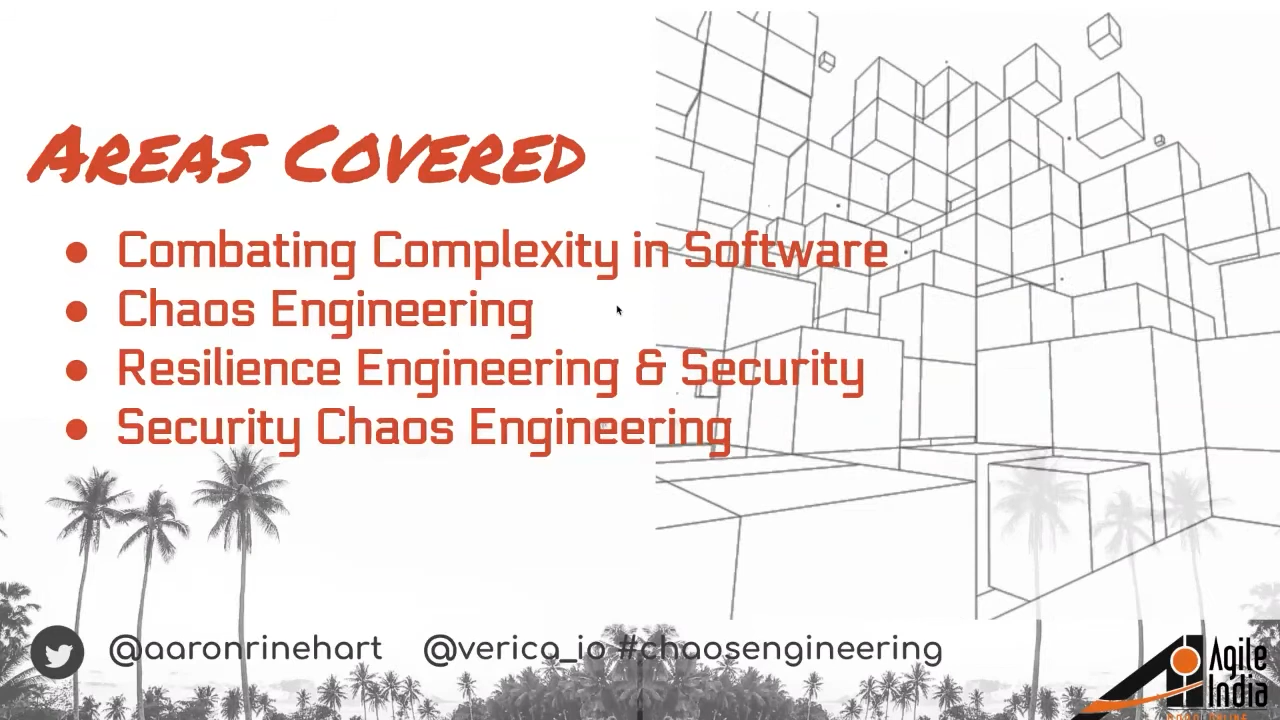 AREAS COVERED
● Combating Complexity in Software
● Chaos Engineering
● Resilience Engineering & Security
● Security Chaos Engineering
@aaronrinehart @verica_io #chaosengineering
Agile
India